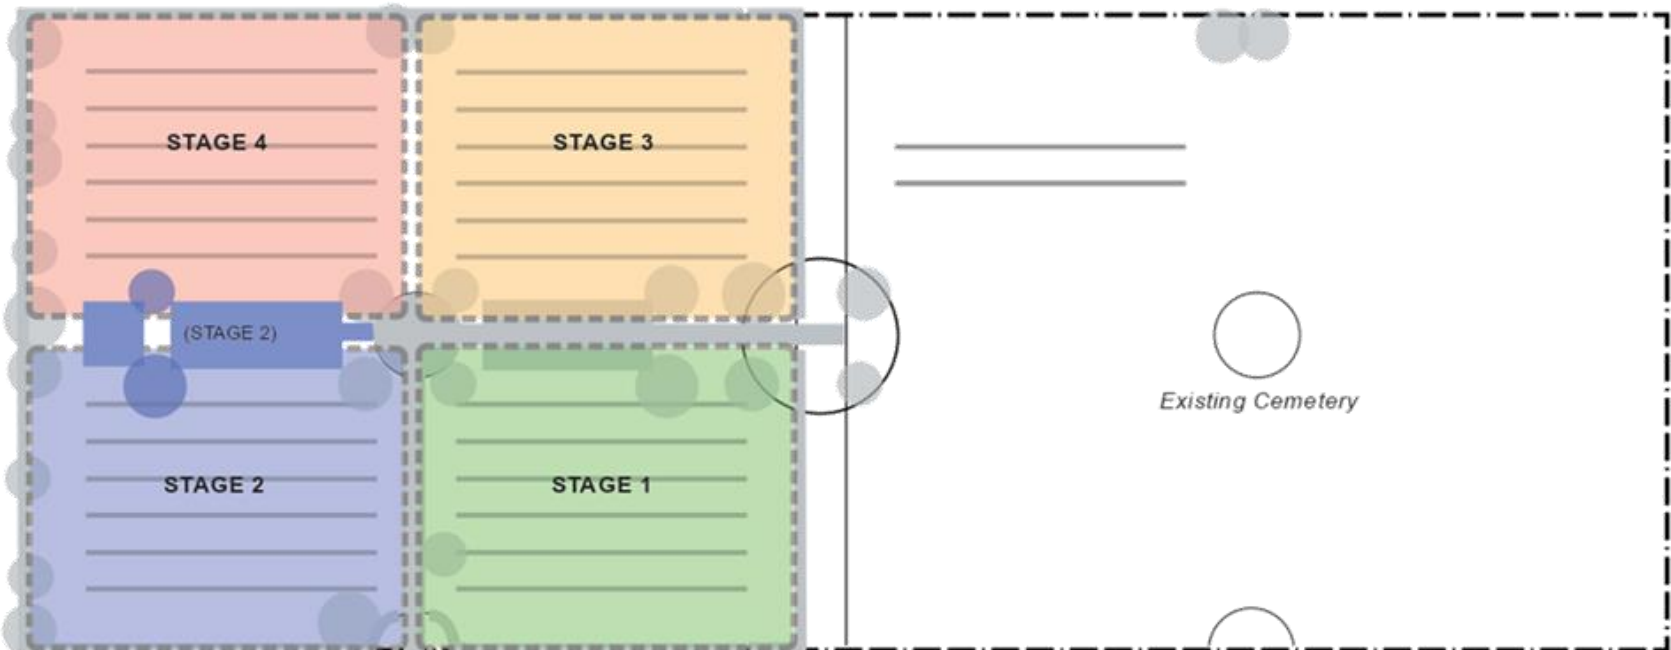 STAGE 4
STAGE 3
(STAGE 2)
Existing Cemetery
STAGE 2
STAGE 1